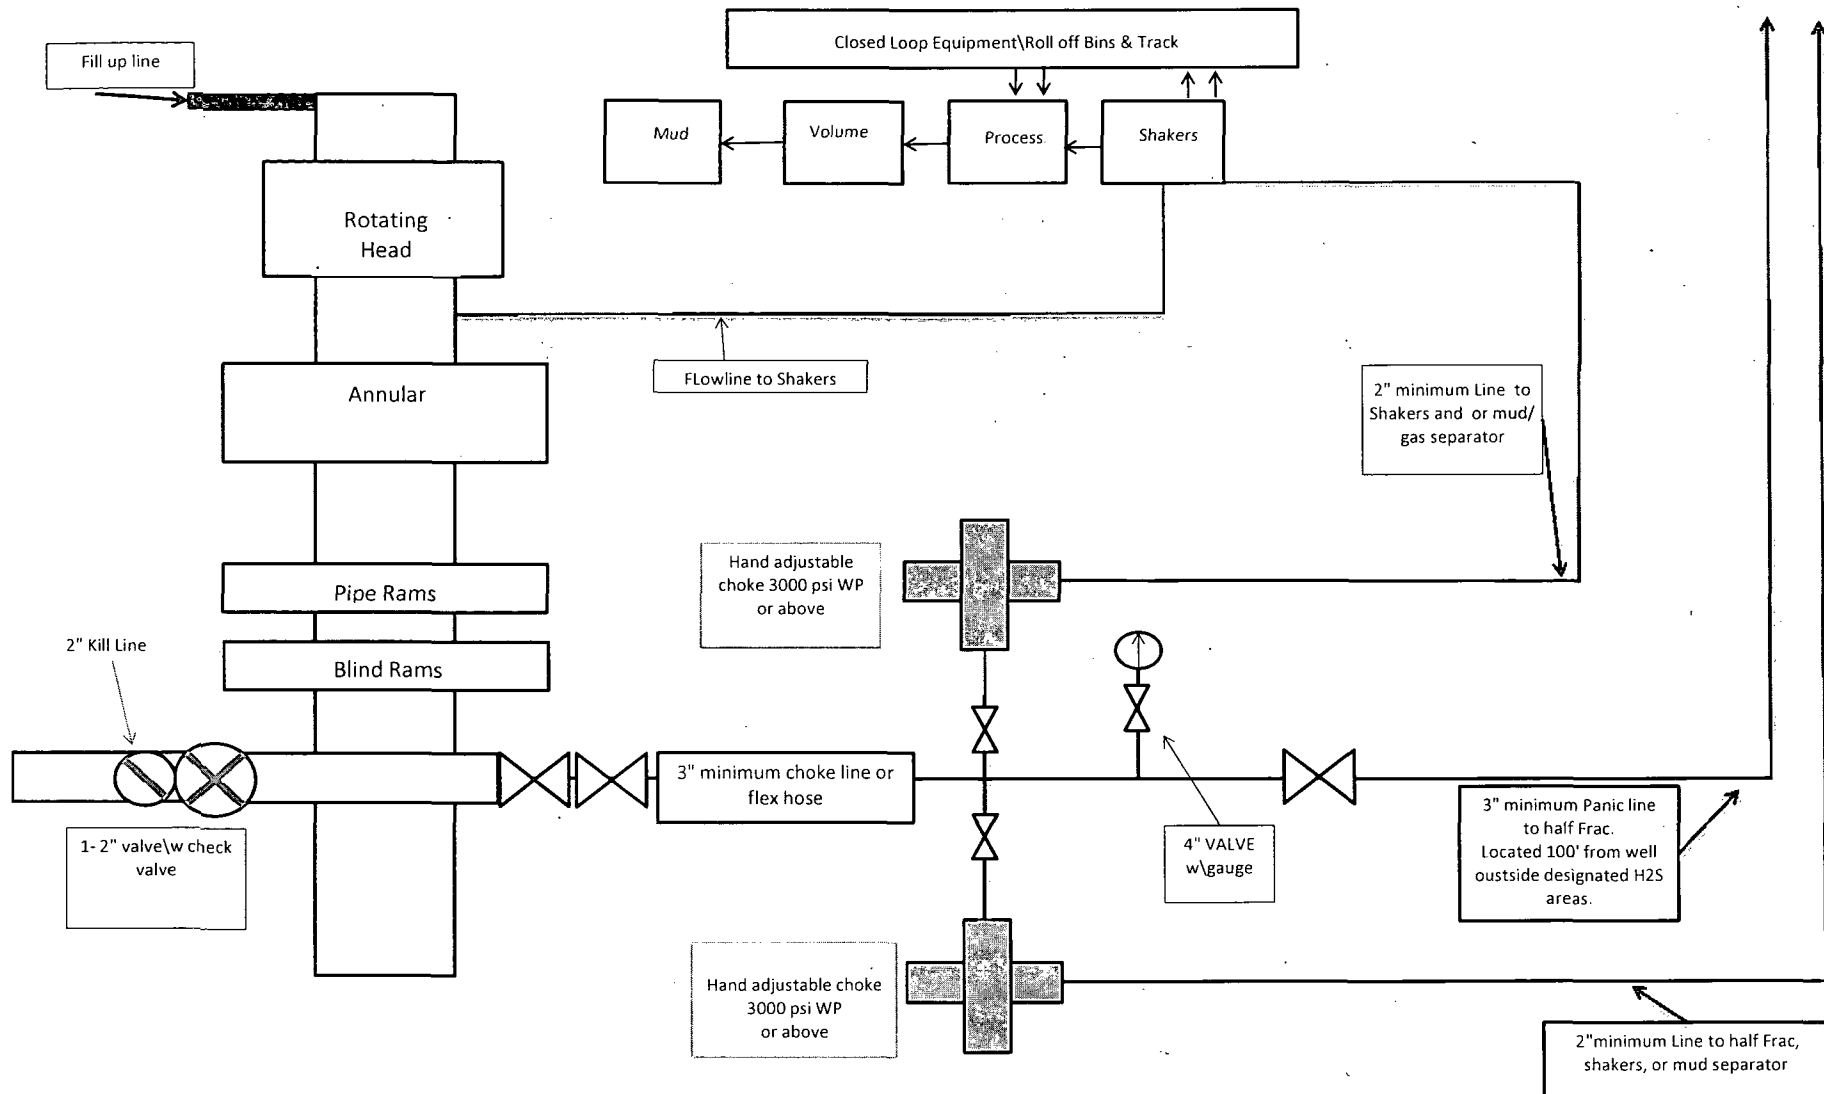 Closed Loop Equipment\Roll off Bins & Track
Fill up line
Mud
Volume
Process
Shakers
Rotating
Head
FLowline to Shakers
Annular
2" minimum Line to
Shakers and or mud/
gas separator
Hand adjustable
choke 3000 psi WP
or above
Pipe Rams
2" Kill Line
Blind Rams
3" minimum choke line or
flex hose
1- 2" valve\w check
valve
4" VALVE
w\gauge
3" minimum Panic line
to half Frac.
Located 100' from well
oustside designated H2S
areas.
Hand adjustable choke
3000 psi WP
or above
2"minimum Line to half Frac,
shakers, or mud separator